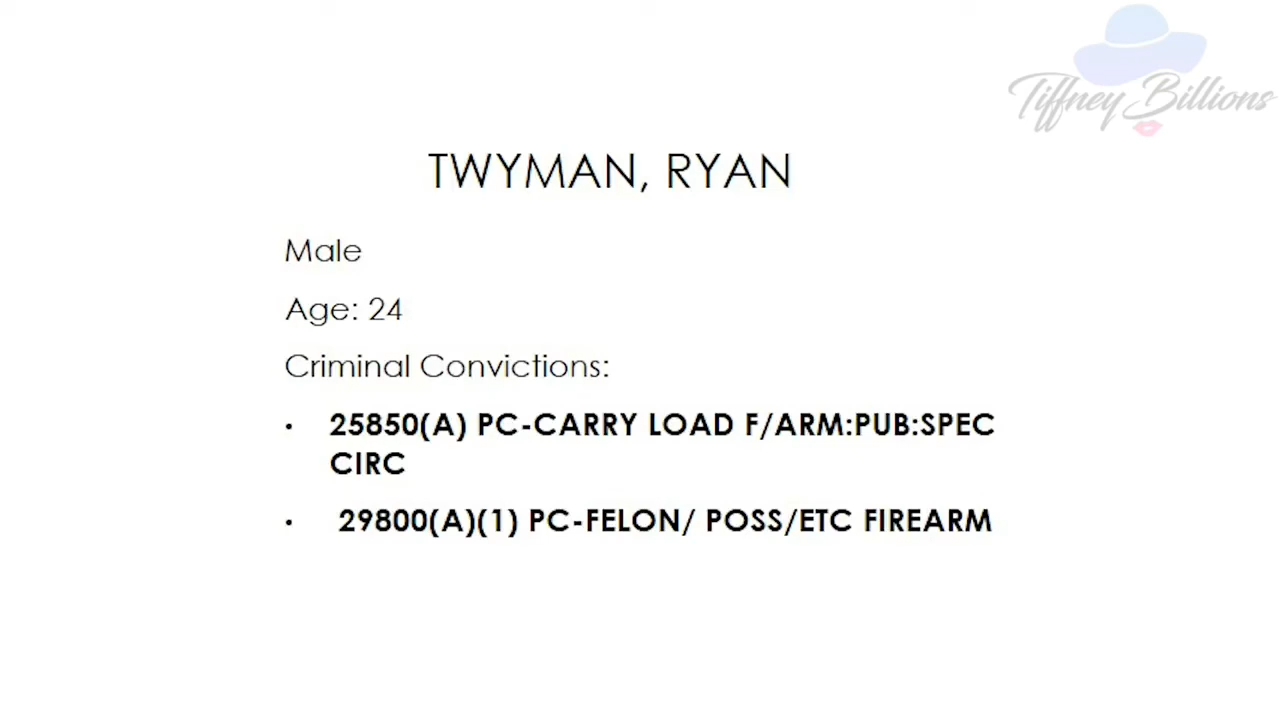 Tiffney Billions
TWYMAN, RYAN
Male
Age: 24
Criminal Convictions:
• 25850(A) PC-CARRY LOAD F/ARM:PUB:SPEC
CIRC
• 29800(A)(1) PC-FELON/ POSS/ETC FIREARM